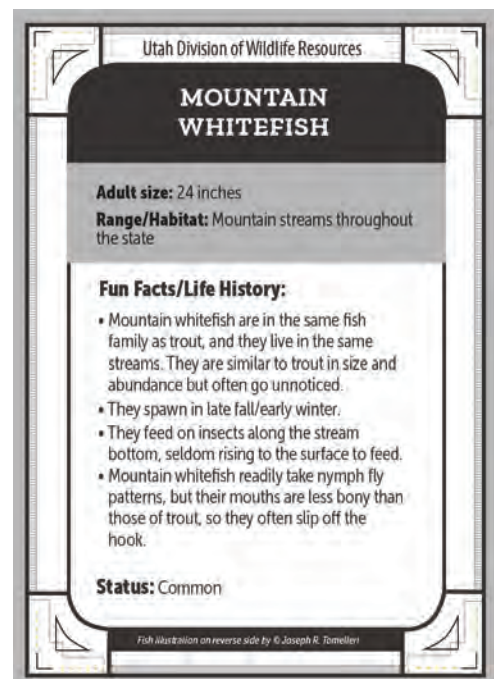 Utah Division of Wildlife Resources
MOUNTAIN
WHITEFISH
Adult size: 24 inches
Range/Habitat: Mountain streams throughout
the state
Fun Facts/Life History:
• Mountain whitefish are in the same fish
family as trout, and they live in the same
streams. They are similar to trout in size and
abundance but often go unnoticed.
• They spawn in late fall/early winter.
• They feed on insects along the stream
bottom, seldom rising to the surface to feed.
• Mountain whitefish readily take nymph fly
patterns, but their mouths are less bony than
those of trout, so they often slip off the
hook.
Status: Common
Fish illustration on reverse side by © Joseph R. Tomelleri